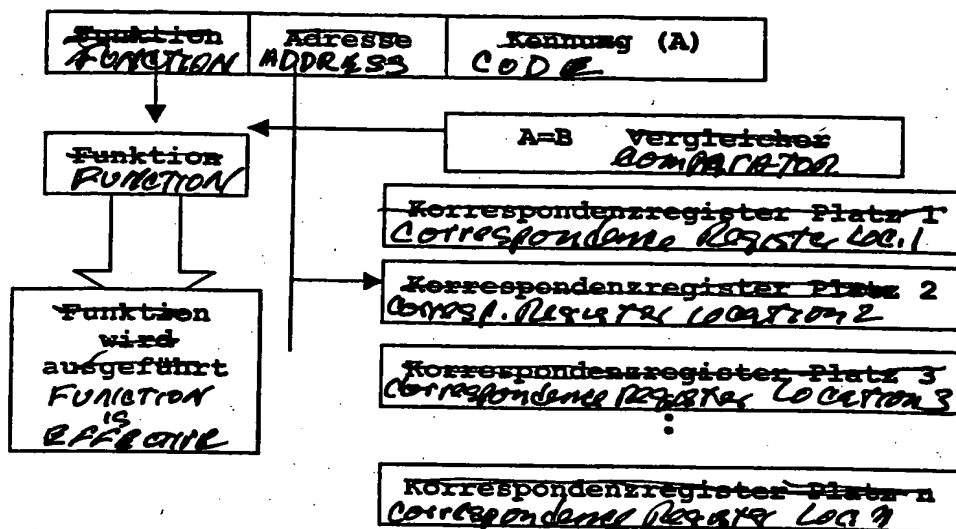 Funktion Adresse Kennung (A)
FUNCTION ADDRESS CODE
A=B Vergleicher
COMPARATOR
Funktion
FUNCTION
Korrespondenzregister Platz 1
Correspondence Register Loc. 1
Korrespondenzregister Platz 2
Corresp. Register Location 2
Funktion
wird
ausgeführt
FUNCTION
is
EFFECTIVE
Korrespondenzregister Platz 3
Correspondence Register Location 3
Korrespondenzregister Platz n
Correspondence Register Loc n